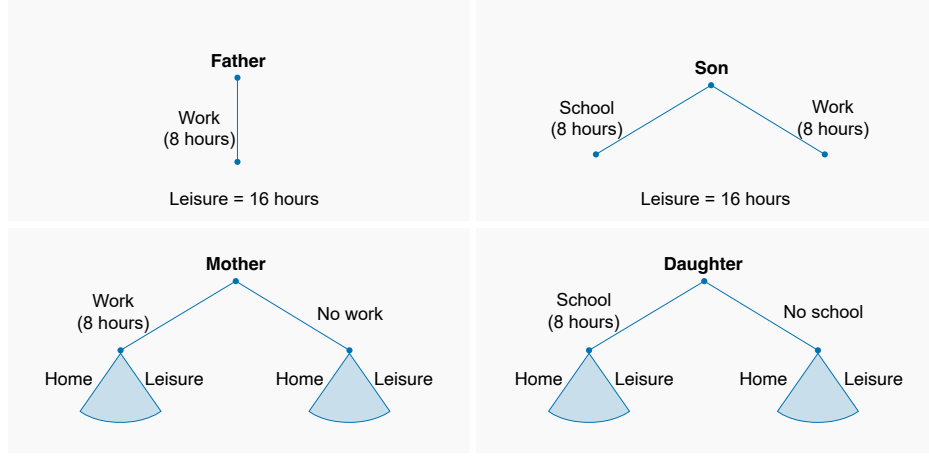 Father
Work
(8 hours)
Leisure = 16 hours
Son
School
(8 hours)
Work
(8 hours)
Leisure = 16 hours
Mother
Work
(8 hours)
No work
Home
Leisure
Home
Leisure
Daughter
School
(8 hours)
No school
Home
Leisure
Home
Leisure